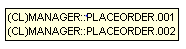 (CL)MANAGER::PLACEORDER.001
(CL)MANAGER::PLACEORDER.002